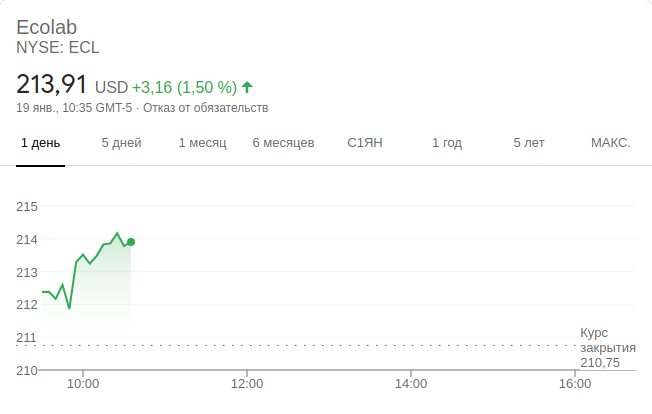 Ecolab
NYSE: ECL
213,91 USD +3,16 (1,50 %)
19 янв., 10:35 GMT-5 · Отказ от обязательств
1 день 5 дней 1 месяц 6 месяцев С1ЯН 1 год 5 лет МАКС.
215
214
213
212
211
210
Курс
закрытия
210,75
10:00 12:00 14:00 16:00